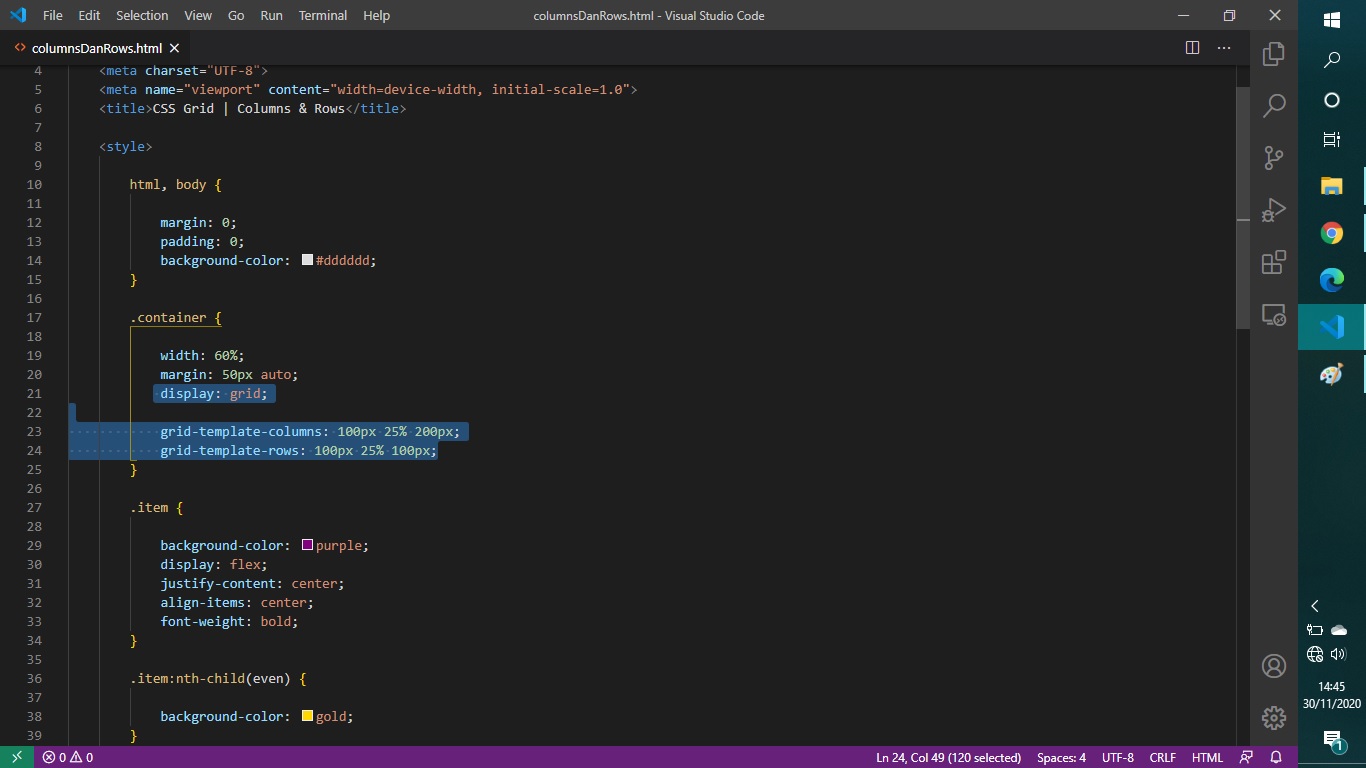 File Edit Selection View Go Run Terminal Help columnsDanRows.html - Visual Studio Code
columnsDanRows.html
4 <meta charset="UTF-8">
5 <meta name="viewport" content="width=device-width, initial-scale=1.0">
6 <title>CSS Grid | Columns & Rows</title>
7
8 <style>
9
10 html, body {
11
12 margin: 0;
13 padding: 0;
14 background-color: #dddddd;
15 }
16
17 .container {
18
19 width: 60%;
20 margin: 50px auto;
21 display: grid;
22
23 grid-template-columns: 100px 25% 200px;
24 grid-template-rows: 100px 25% 100px;
25 }
26
27 .item {
28
29 background-color: purple;
30 display: flex;
31 justify-content: center;
32 align-items: center;
33 font-weight: bold;
34 }
35
36 .item:nth-child(even) {
37
38 background-color: gold;
39 }
0 0 Ln 24, Col 49 (120 selected) Spaces: 4 UTF-8 CRLF HTML
14:45
30/11/2020
1